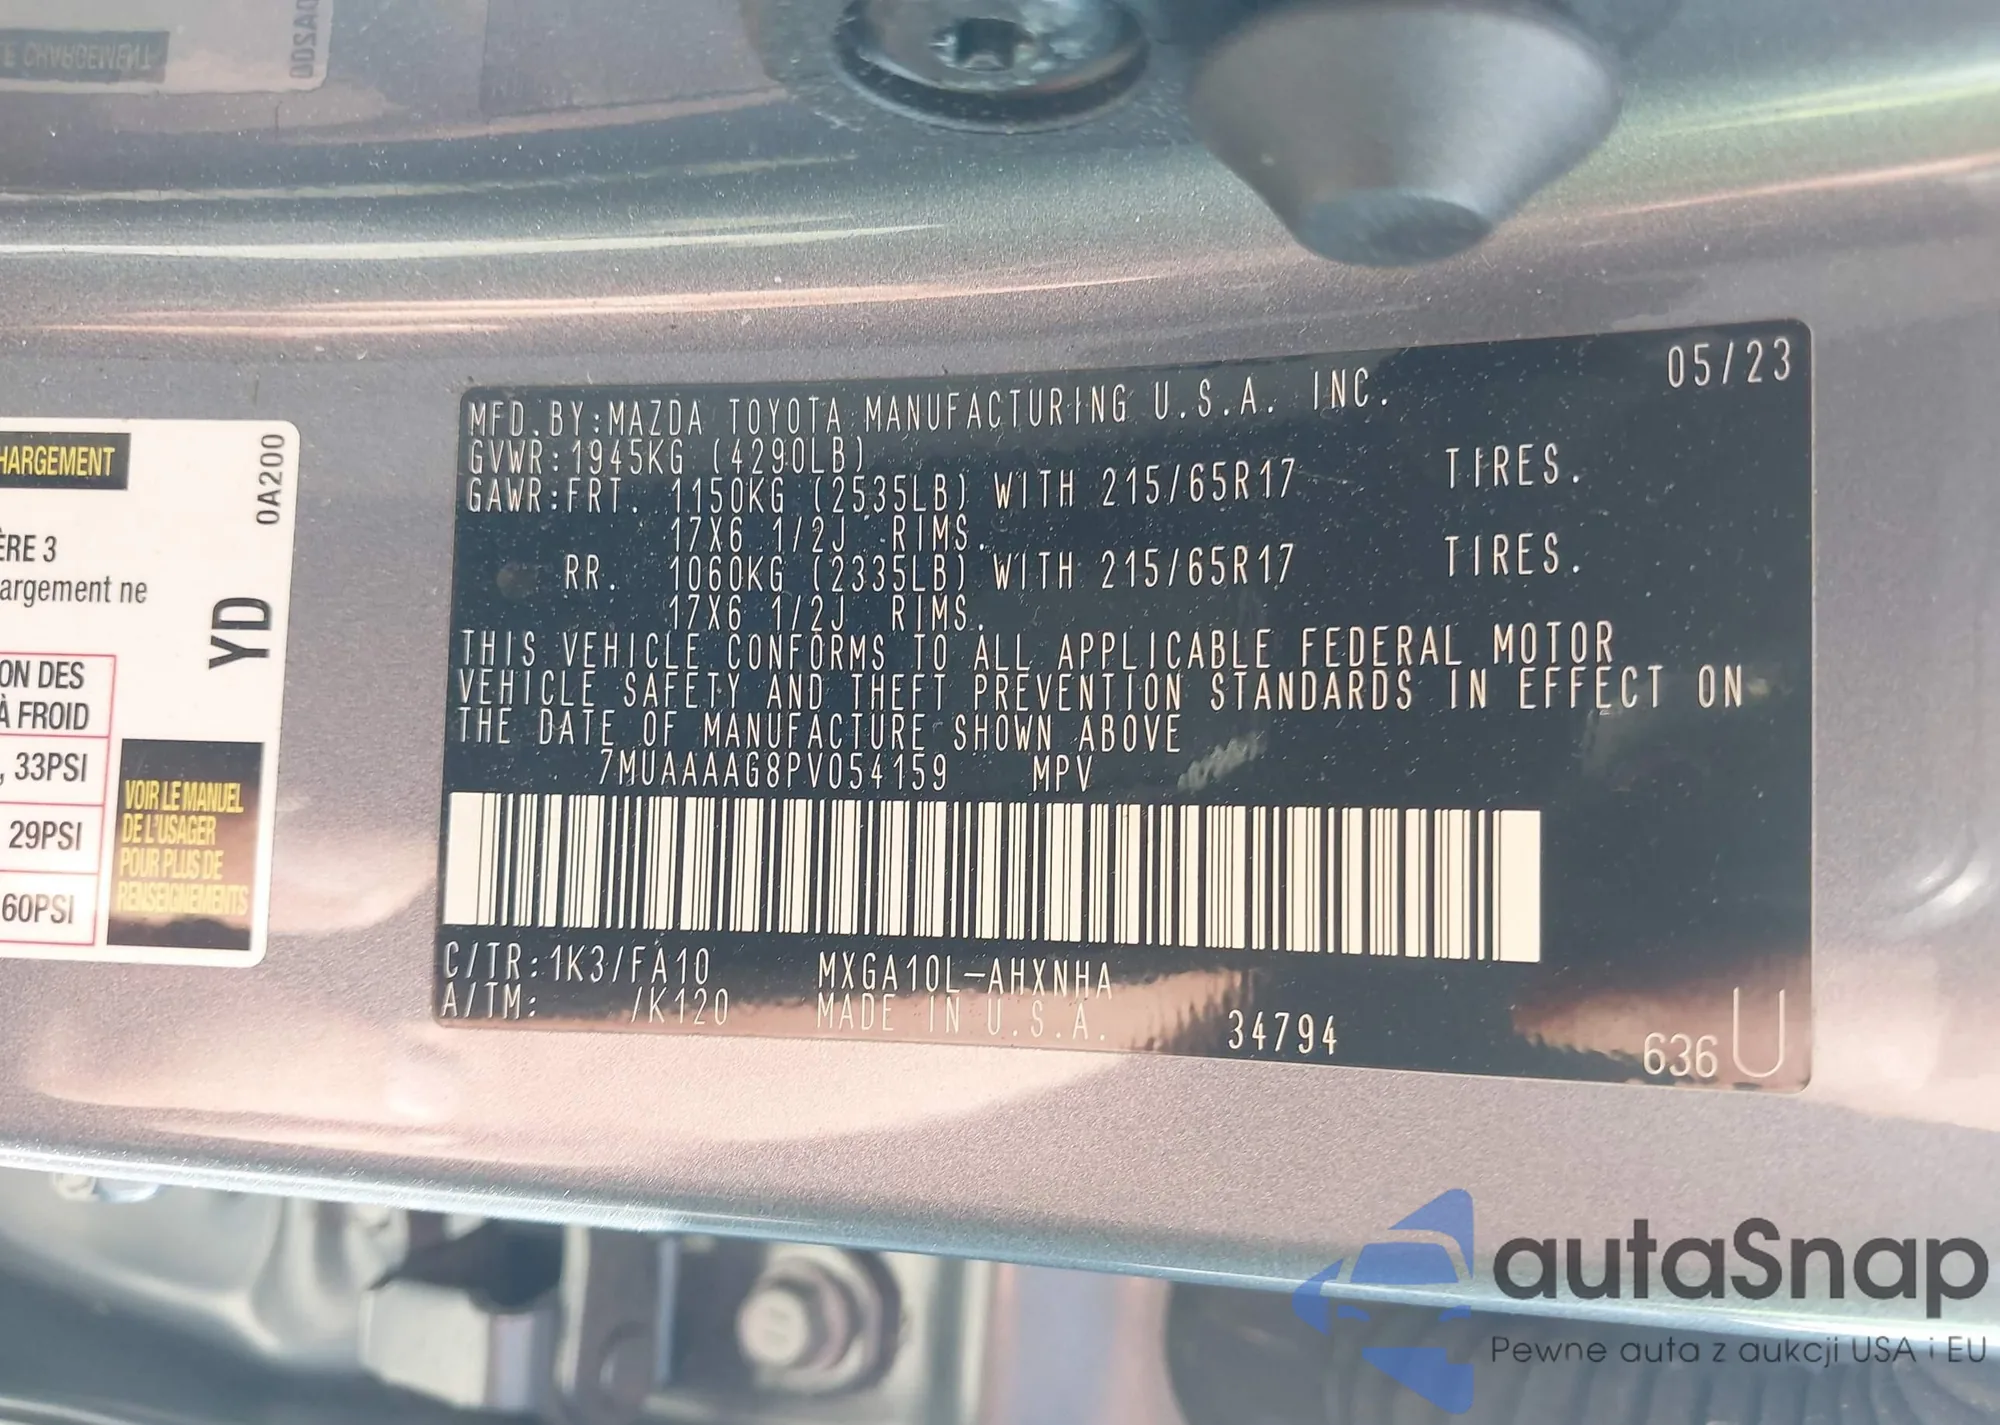 E CHARGEMENT
HARGEMENT
0A200
ÈRE 3
argement ne
YD
ON DES
À FROID
, 33PSI
29PSI
60PSI
VOIR LE MANUEL
DE L'USAGER
POUR PLUS DE
RENSEIGNEMENTS
05/23
MFD.BY:MAZDA TOYOTA MANUFACTURING U.S.A. INC.
GVWR:1945KG (4290LB)
GAWR:FRT. 1150KG (2535LB) WITH 215/65R17 TIRES.
17X6 1/2J RIMS.
RR. 1060KG (2335LB) WITH 215/65R17 TIRES.
17X6 1/2J RIMS.
THIS VEHICLE CONFORMS TO ALL APPLICABLE FEDERAL MOTOR
VEHICLE SAFETY AND THEFT PREVENTION STANDARDS IN EFFECT ON
THE DATE OF MANUFACTURE SHOWN ABOVE
7MUAAAAG8PV054159 MPV
C/TR:1K3/FA10 MXGA10L-AHXNHA
A/TM: /K120 MADE IN U.S.A. 34794 636 U
autaSnap
Pewne auta z aukcji USA i EU